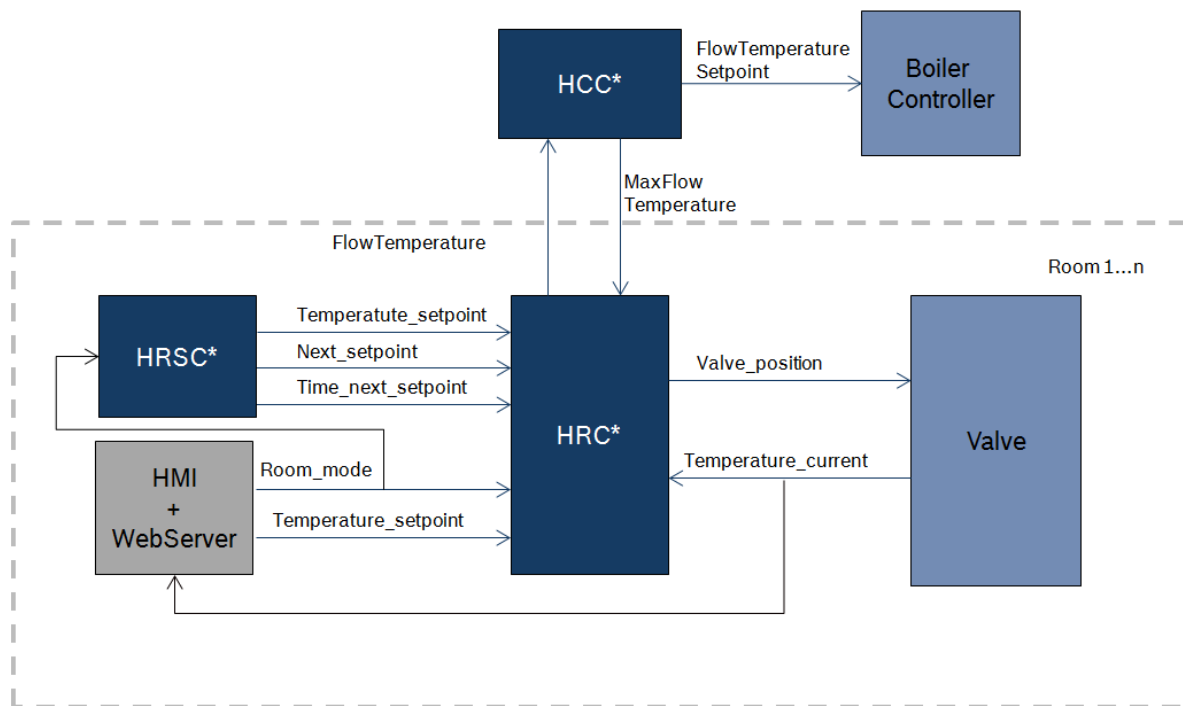 HCC*
FlowTemperature
Setpoint
Boiler
Controller
MaxFlow
Temperature
FlowTemperature
Room 1...n
HRSC*
Temperatute_setpoint
Next_setpoint
Time_next_setpoint
HRC*
Valve_position
Temperature_current
Valve
HMI
+
WebServer
Room_mode
Temperature_setpoint